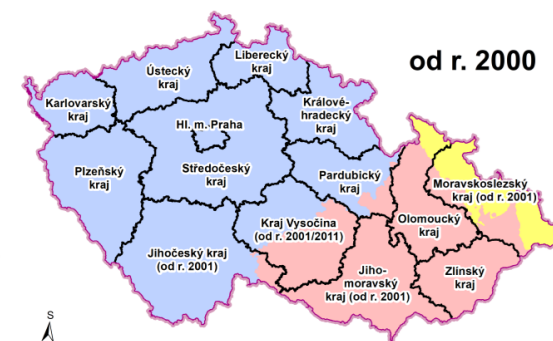 od r. 2000
Liberecký
kraj
Ústecký
kraj
Karlovarský
kraj
Králové-
hradecký
kraj
Hl. m. Praha
Plzeňský
kraj
Středočeský
kraj
Pardubický
kraj
Moravskoslezský
kraj (od r. 2001)
Kraj Vysočina
(od r. 2001/2011)
Olomoucký
kraj
Jihočeský kraj
(od r. 2001)
Jiho-
moravský
kraj (od r. 2001)
Zlínský
kraj
S